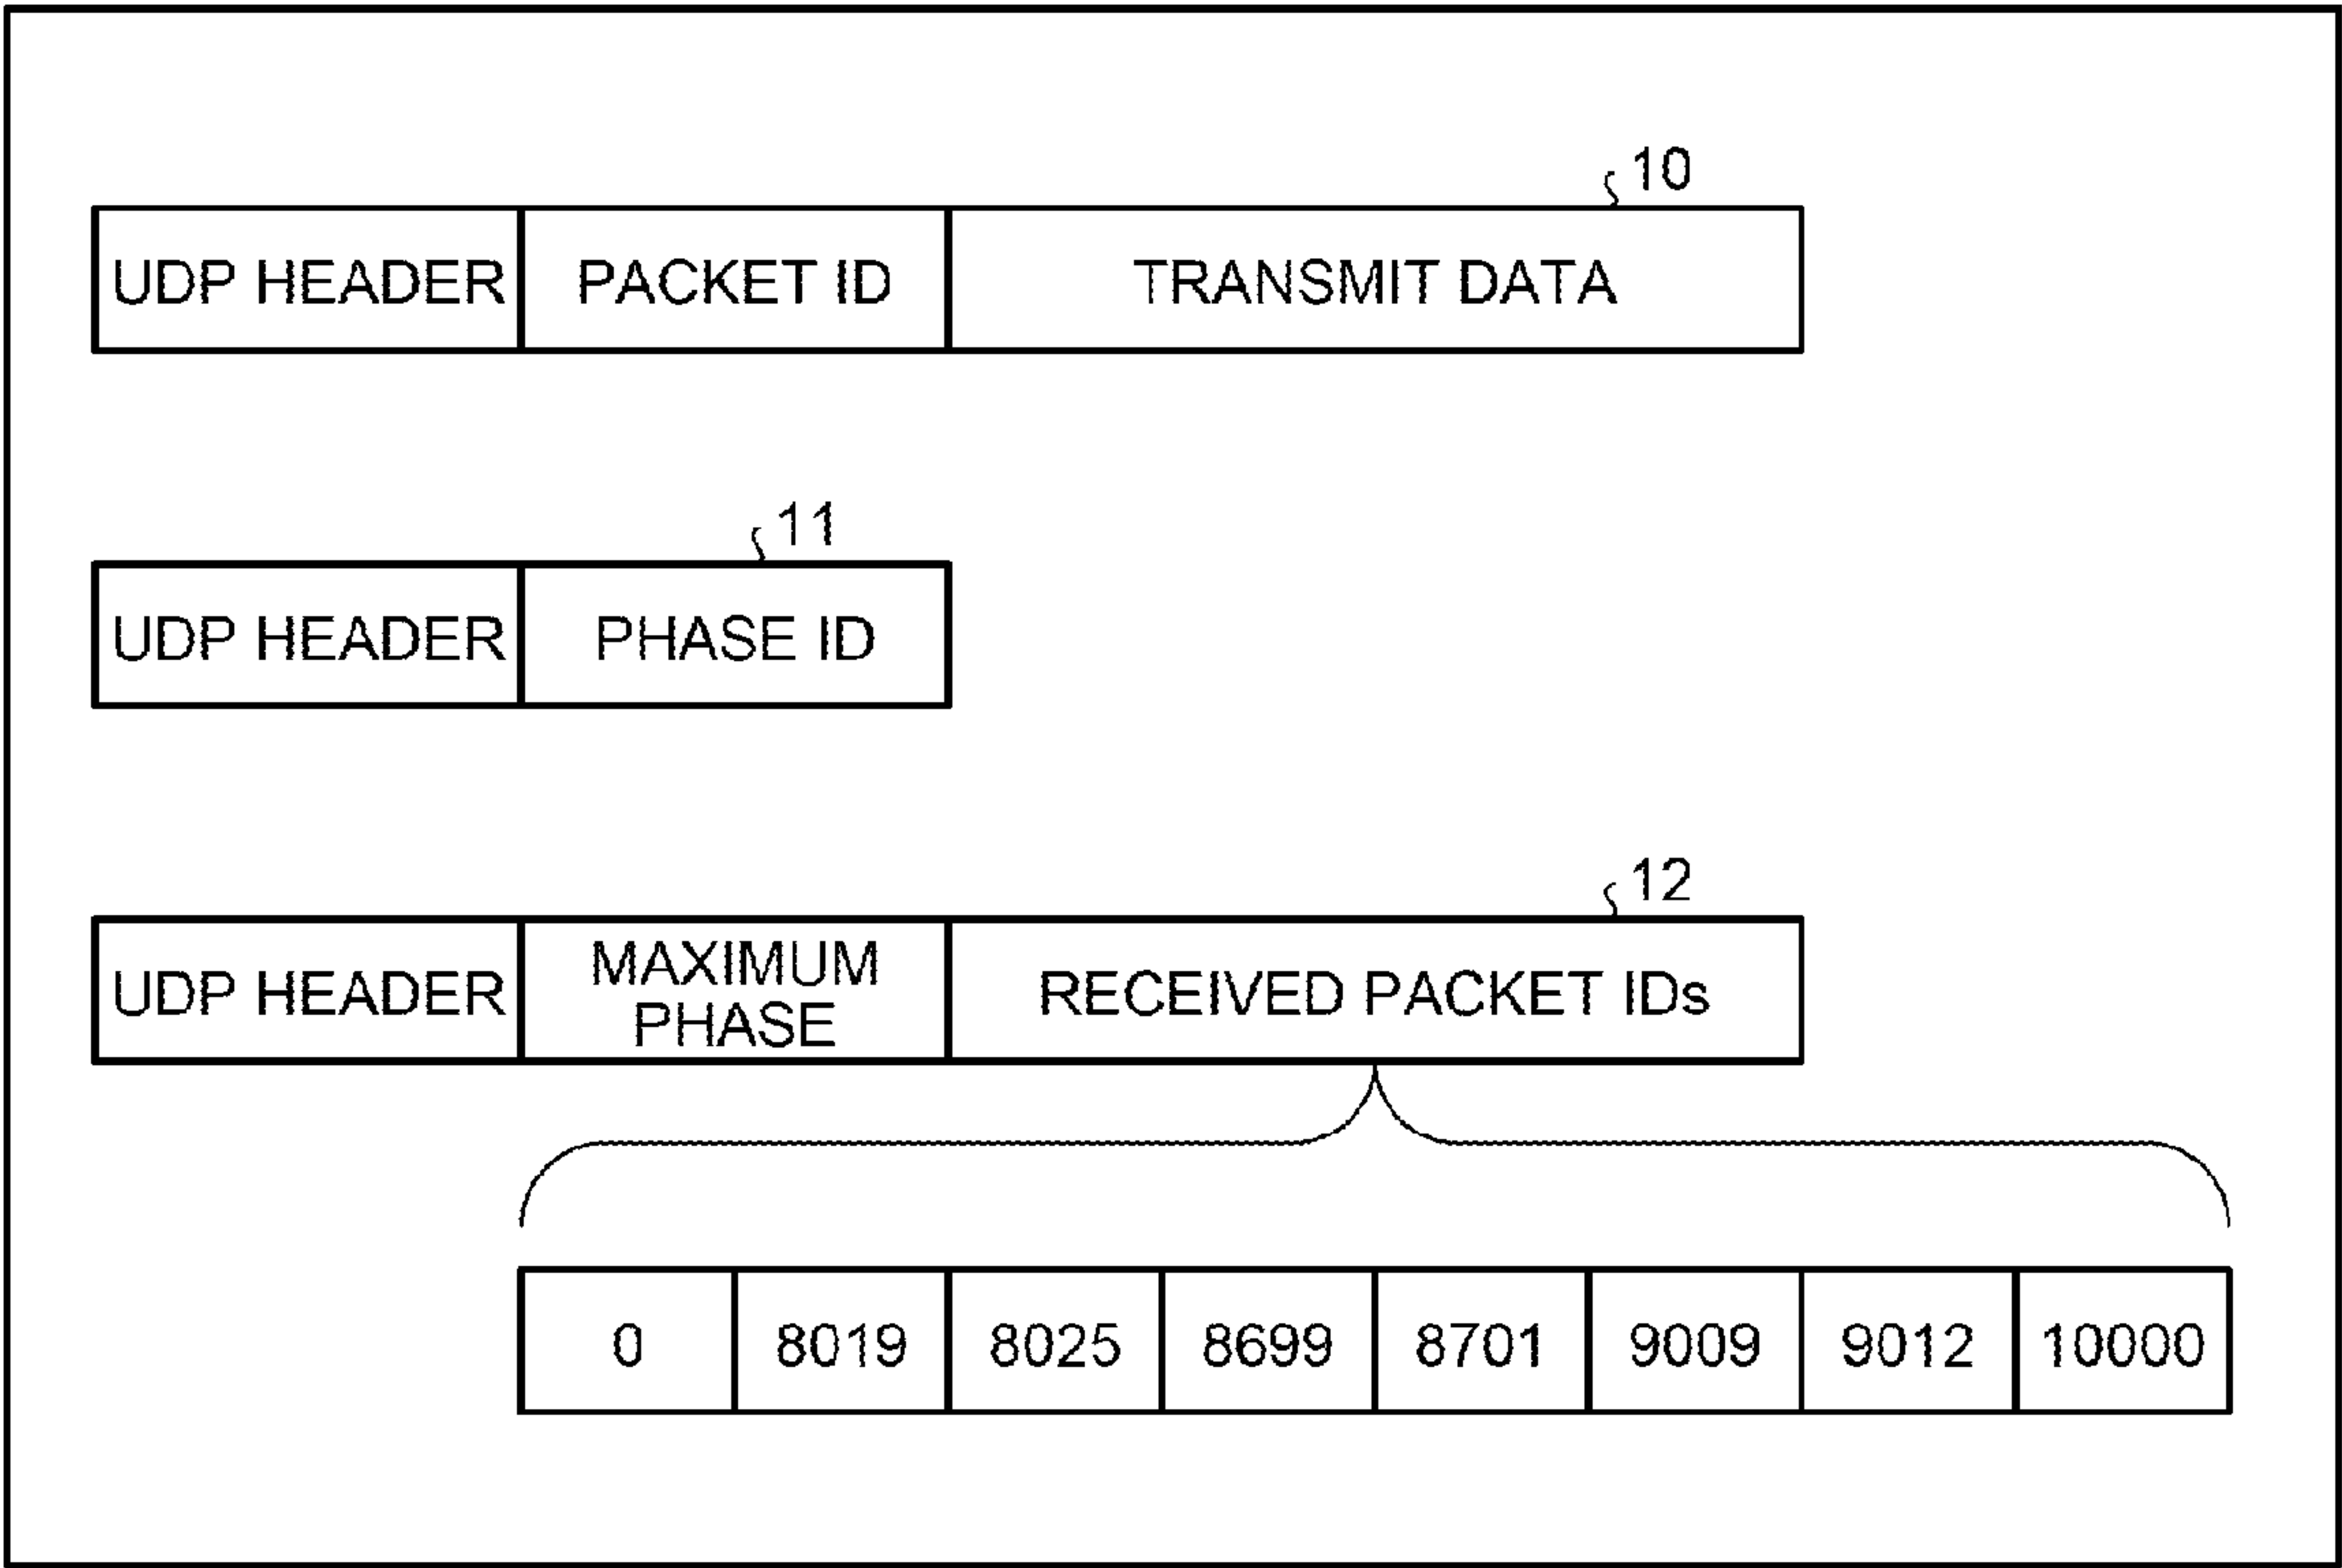 10
UDP HEADER PACKET ID TRANSMIT DATA
11
UDP HEADER PHASE ID
12
UDP HEADER MAXIMUM PHASE RECEIVED PACKET IDs
0 8019 8025 8699 8701 9009 9012 10000